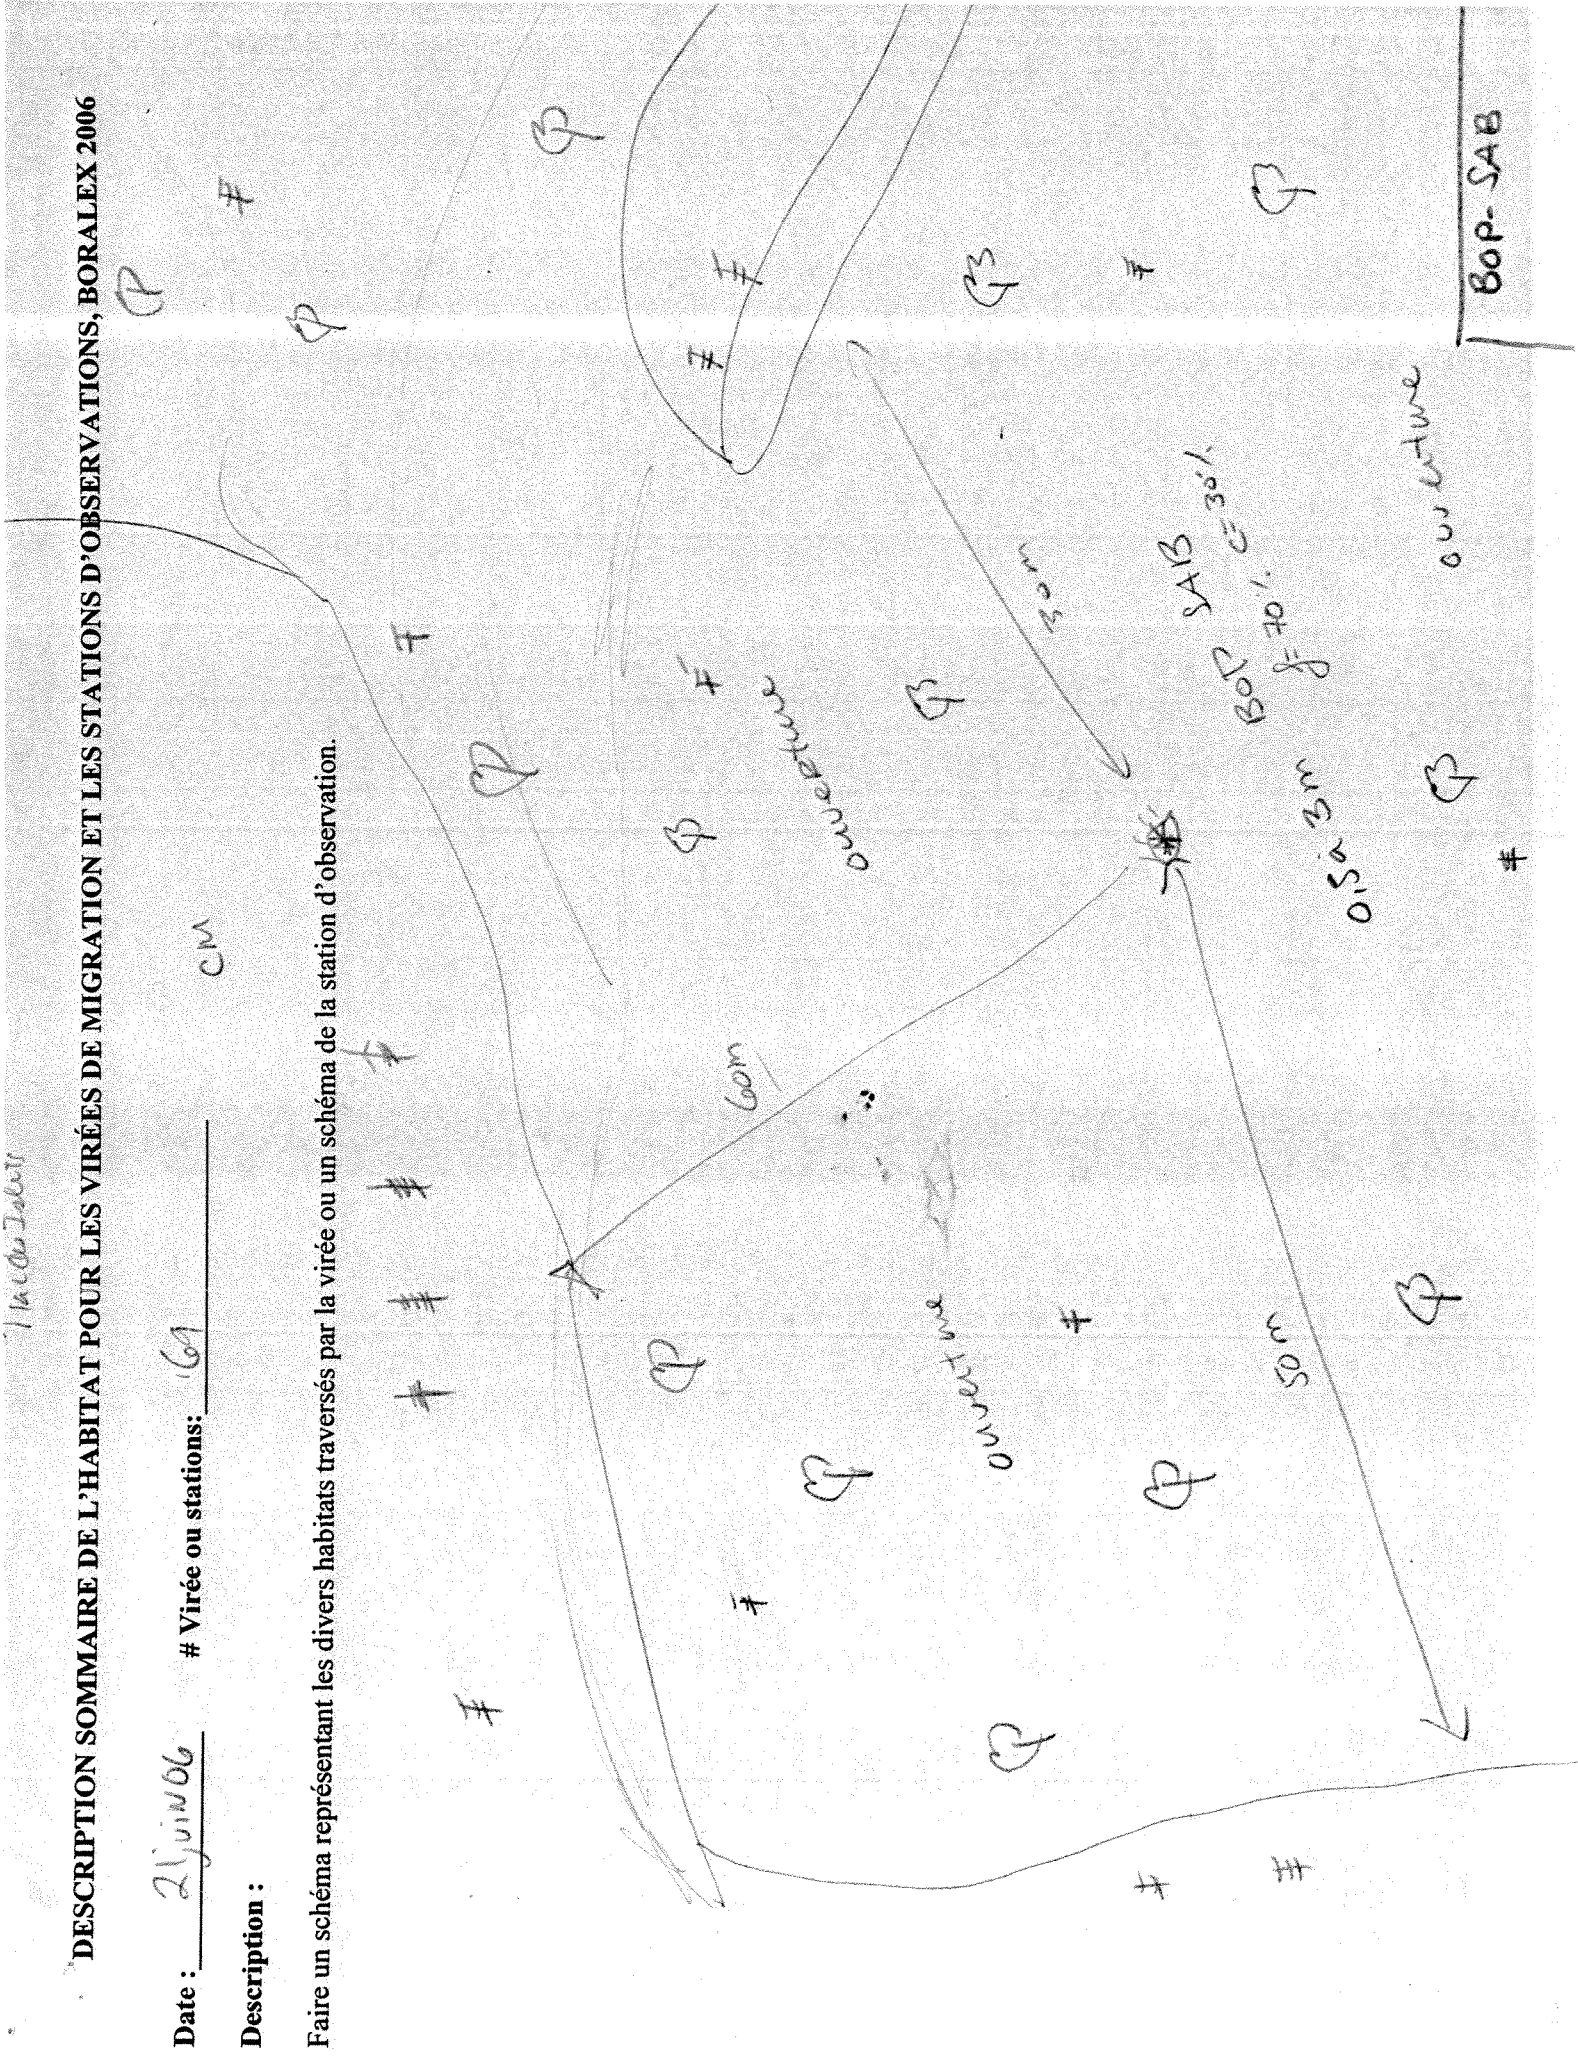 DESCRIPTION SOMMAIRE DE L'HABITAT POUR LES VIRÉES DE MIGRATION ET LES STATIONS D'OBSERVATIONS, BORALEX 2006
Date : 21 juin 06 # Virée ou stations: 69 CM
Description :
Faire un schéma représentant les divers habitats traversés par la virée ou un schéma de la station d'observation.
60m
ouverture
ouverture
30m
SAB
BOP c=30%
f=70%
50m
0,5 à 3m
ouverture
BOP-SAB